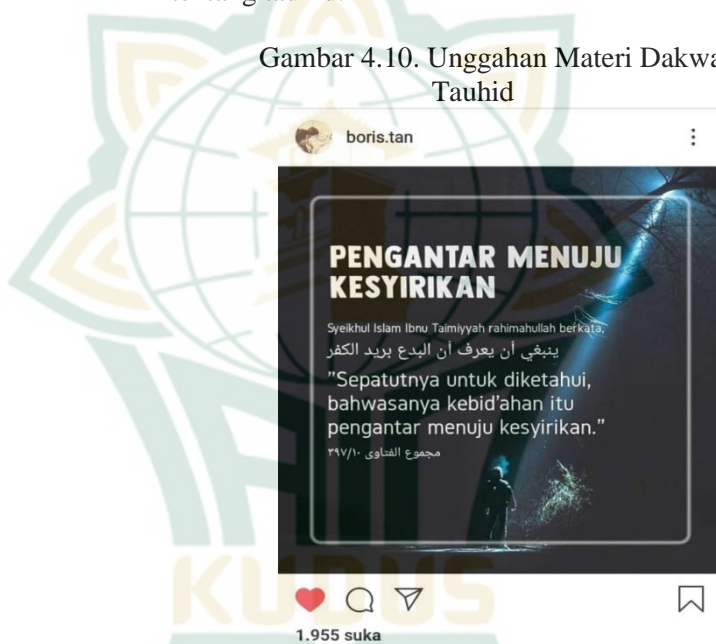 Gambar 4.10. Unggahan Materi Dakwa
Tauhid
boris.tan
PENGANTAR MENUJU
KESYIRIKAN
Syeikhul Islam Ibnu Taimiyyah rahimahullah berkata,
ينبغي أن يعرف أن البدع بريد الكفر
"Sepatutnya untuk diketahui,
bahwasanya kebid'ahan itu
pengantar menuju kesyirikan."
مجموع الفتاوى ٣٩٧/١٠
KUDUS
1.955 suka